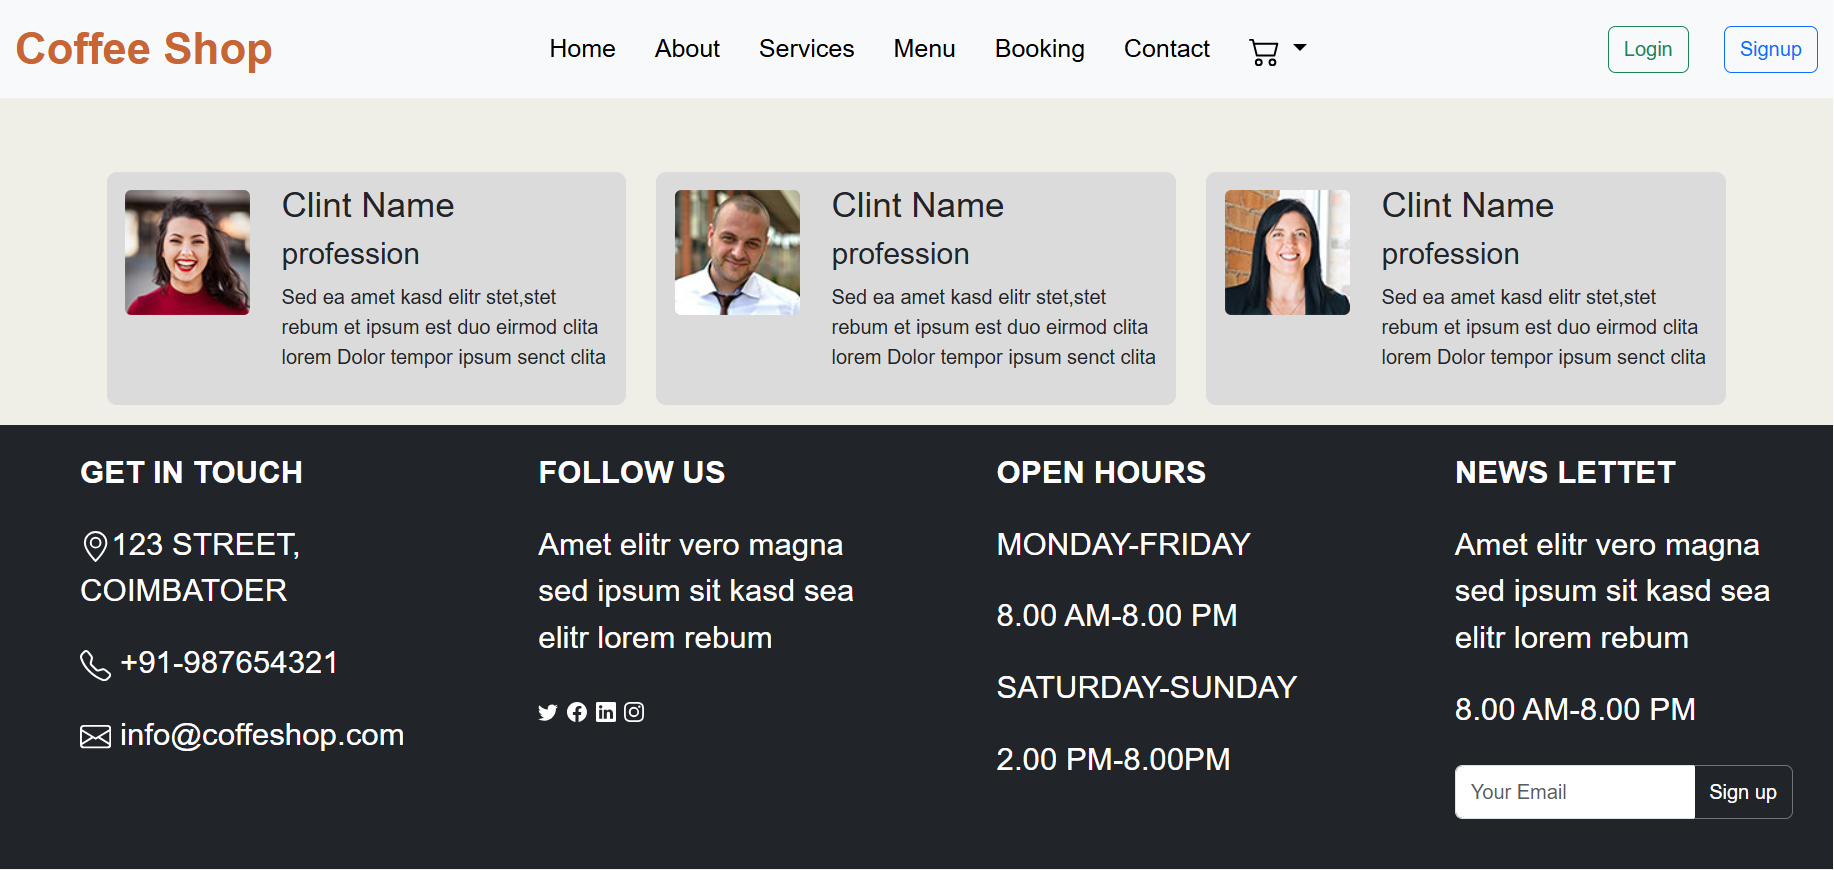 Coffee Shop
Home About Services Menu Booking Contact
Login Signup
Clint Name
profession
Sed ea amet kasd elitr stet,stet
rebum et ipsum est duo eirmod clita
lorem Dolor tempor ipsum senct clita
Clint Name
profession
Sed ea amet kasd elitr stet,stet
rebum et ipsum est duo eirmod clita
lorem Dolor tempor ipsum senct clita
Clint Name
profession
Sed ea amet kasd elitr stet,stet
rebum et ipsum est duo eirmod clita
lorem Dolor tempor ipsum senct clita
GET IN TOUCH
123 STREET,
COIMBATOER
+91-987654321
info@coffeshop.com
FOLLOW US
Amet elitr vero magna
sed ipsum sit kasd sea
elitr lorem rebum
OPEN HOURS
MONDAY-FRIDAY
8.00 AM-8.00 PM
SATURDAY-SUNDAY
2.00 PM-8.00PM
NEWS LETTET
Amet elitr vero magna
sed ipsum sit kasd sea
elitr lorem rebum
8.00 AM-8.00 PM
Your Email
Sign up